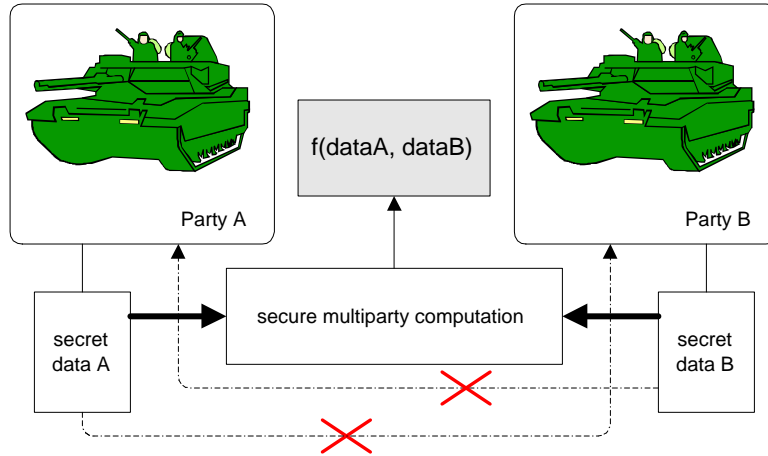 f(dataA, dataB)
Party A
Party B
secure multiparty computation
secret
data A
secret
data B